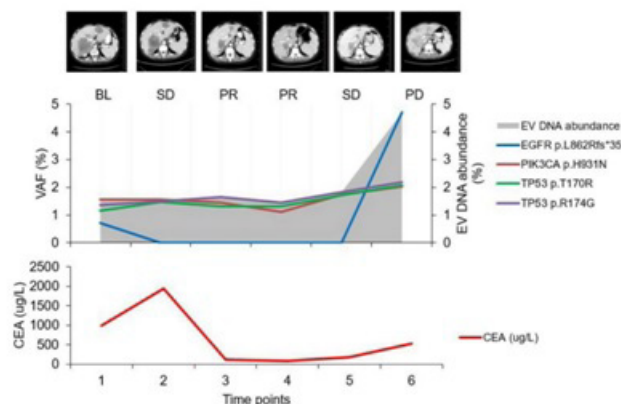 BL SD PR PR SD PD
5 5
4 4
3 3
2 2
1 1
0 0
VAF (%)
EV DNA abundance
(%)
EV DNA abundance
EGFR p.L862Rfs*35
PIK3CA p.H931N
TP53 p.T170R
TP53 p.R174G
2500
2000
1500
1000
500
0
CEA (ug/L)
CEA (ug/L)
1 2 3 4 5 6
Time points